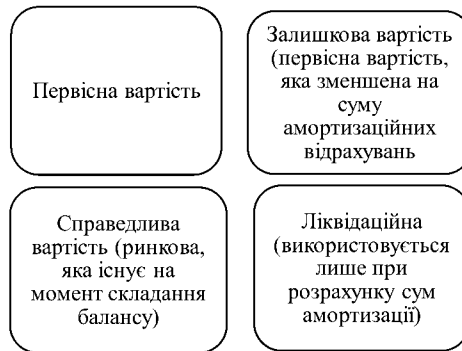 Первісна вартість
Залишкова вартість
(первісна вартість,
яка зменшена на
суму
амортизаційних
відрахувань
Справедлива
вартість (ринкова,
яка існує на
момент складання
балансу)
Ліквідаційна
(використовується
лише при
розрахунку сум
амортизації)